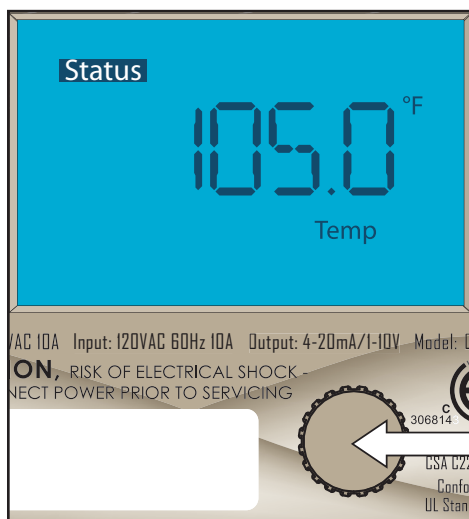 Status
105.0 °F
Temp
/AC 10A Input: 120VAC 60Hz 10A Output: 4-20mA/1-10V Model:
ON, RISK OF ELECTRICAL SHOCK -
NECT POWER PRIOR TO SERVICING
C
306814
CSA C22
Confo
UL Stan